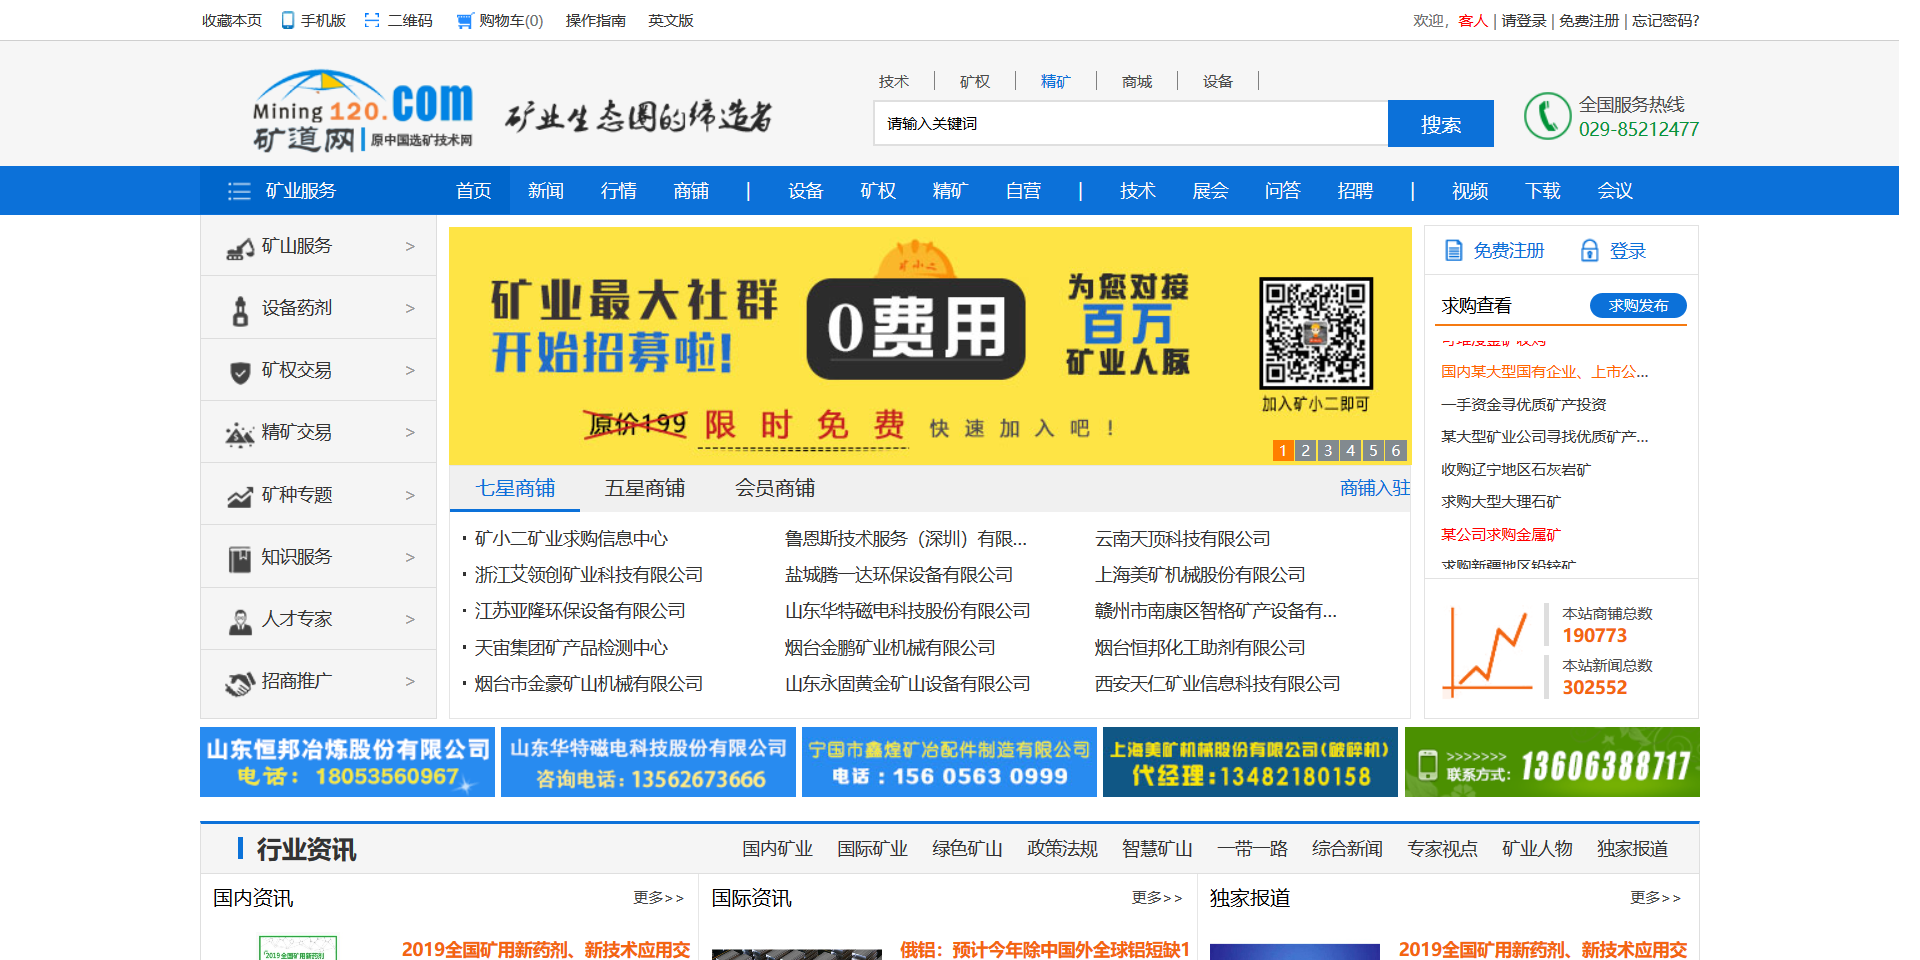 收藏本页 手机版 二维码 购物车(0) 操作指南 英文版 欢迎，客人 | 请登录 | 免费注册 | 忘记密码?
技术 矿权 精矿 商城 设备
Mining 120.com
矿道网 原中国选矿技术网
矿业生态圈的缔造者
请输入关键词 搜索
全国服务热线
029-85212477
矿业服务 首页 新闻 行情 商铺 | 设备 矿权 精矿 自营 | 技术 展会 问答 招聘 | 视频 下载 会议
矿山服务 >
设备药剂 >
矿权交易 >
精矿交易 >
矿种专题 >
知识服务 >
人才专家 >
招商推广 >
矿小二
矿业最大社群
开始招募啦!
0费用
为您对接
百万
矿业人脉
加入矿小二即可
原价199 限时免费 快速加入吧！
1 2 3 4 5 6
七星商铺 五星商铺 会员商铺 商铺入驻
· 矿小二矿业求购信息中心 鲁恩斯技术服务（深圳）有限... 云南天顶科技有限公司
· 浙江艾领创矿业科技有限公司 盐城腾一达环保设备有限公司 上海美矿机械股份有限公司
· 江苏亚隆环保设备有限公司 山东华特磁电科技股份有限公司 赣州市南康区智格矿产设备有...
· 天宙集团矿产品检测中心 烟台金鹏矿业机械有限公司 烟台恒邦化工助剂有限公司
· 烟台市金豪矿山机械有限公司 山东永固黄金矿山设备有限公司 西安天仁矿业信息科技有限公司
免费注册 登录
求购查看 求购发布
国内某大型国有企业、上市公...
一手资金寻优质矿产投资
某大型矿业公司寻找优质矿产...
收购辽宁地区石灰岩矿
求购大型大理石矿
某公司求购金属矿
求购新疆地区铅锌矿
本站商铺总数
190773
本站新闻总数
302552
山东恒邦冶炼股份有限公司
电话：18053560967
山东华特磁电科技股份有限公司
咨询电话：13562673666
宁国市鑫煌矿冶配件制造有限公司
电话：156 0563 0999
上海美矿机械股份有限公司(破碎机)
代经理：13482180158
>>>>>>>
联系方式：13606388717
行业资讯 国内矿业 国际矿业 绿色矿山 政策法规 智慧矿山 一带一路 综合新闻 专家视点 矿业人物 独家报道
国内资讯 更多>> 国际资讯 更多>> 独家报道 更多>>
2019全国矿用新药剂
2019全国矿用新药剂、新技术应用交
俄铝：预计今年除中国外全球铝短缺1
2019全国矿用新药剂、新技术应用交